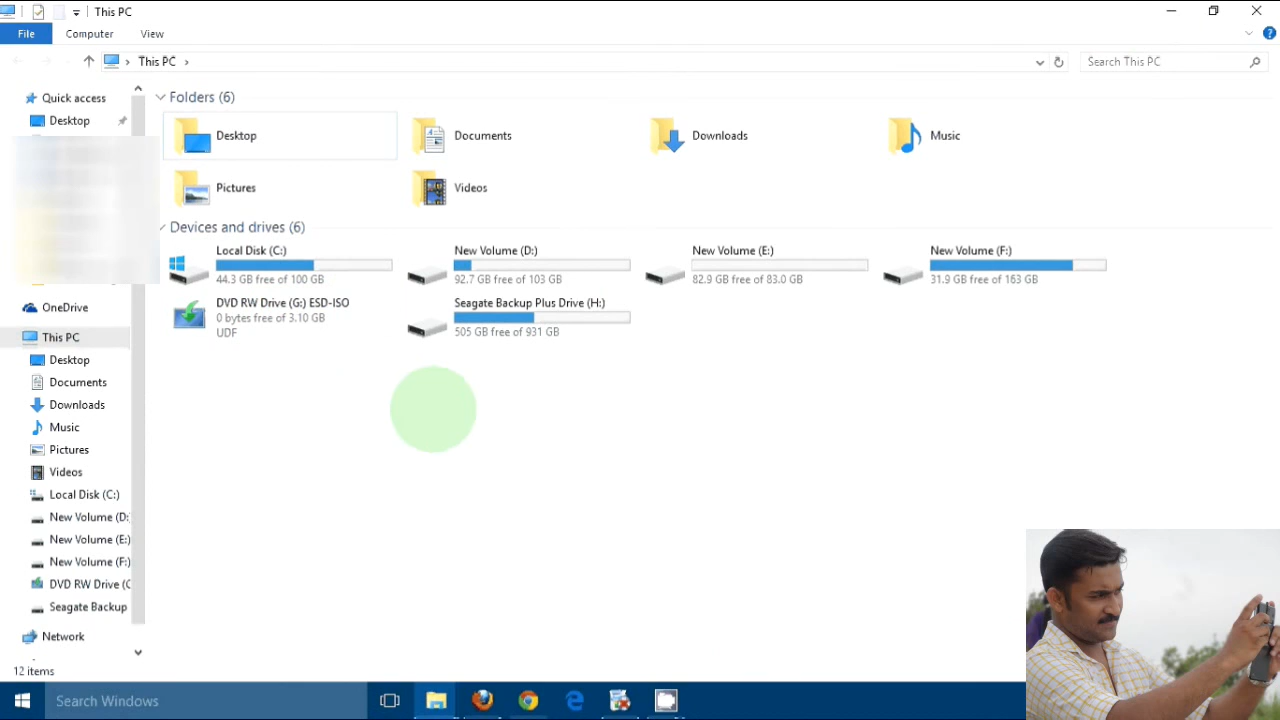 This PC
File Computer View
This PC
Search This PC
Quick access
Desktop
OneDrive
This PC
Desktop
Documents
Downloads
Music
Pictures
Videos
Local Disk (C:)
New Volume (D:
New Volume (E:)
New Volume (F:)
DVD RW Drive (G
Seagate Backup
Network
Folders (6)
Desktop
Documents
Downloads
Music
Pictures
Videos
Devices and drives (6)
Local Disk (C:)
44.3 GB free of 100 GB
New Volume (D:)
92.7 GB free of 103 GB
New Volume (E:)
82.9 GB free of 83.0 GB
New Volume (F:)
31.9 GB free of 163 GB
DVD RW Drive (G:) ESD-ISO
0 bytes free of 3.10 GB
UDF
Seagate Backup Plus Drive (H:)
505 GB free of 931 GB
12 items
Search Windows